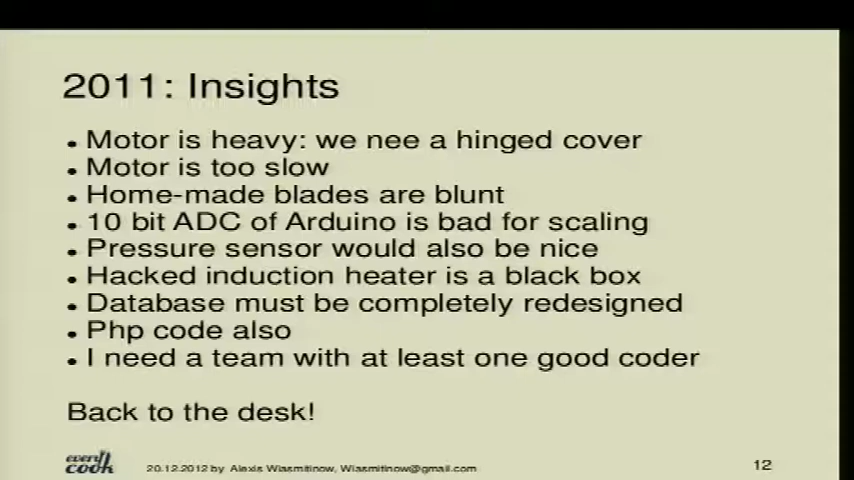 2011: Insights
• Motor is heavy: we nee a hinged cover
• Motor is too slow
• Home-made blades are blunt
• 10 bit ADC of Arduino is bad for scaling
• Pressure sensor would also be nice
• Hacked induction heater is a black box
• Database must be completely redesigned
• Php code also
• I need a team with at least one good coder
Back to the desk!
every cook
20.12.2012 by Alexis Wiasmitinow, Wiasmitinow@gmail.com
12